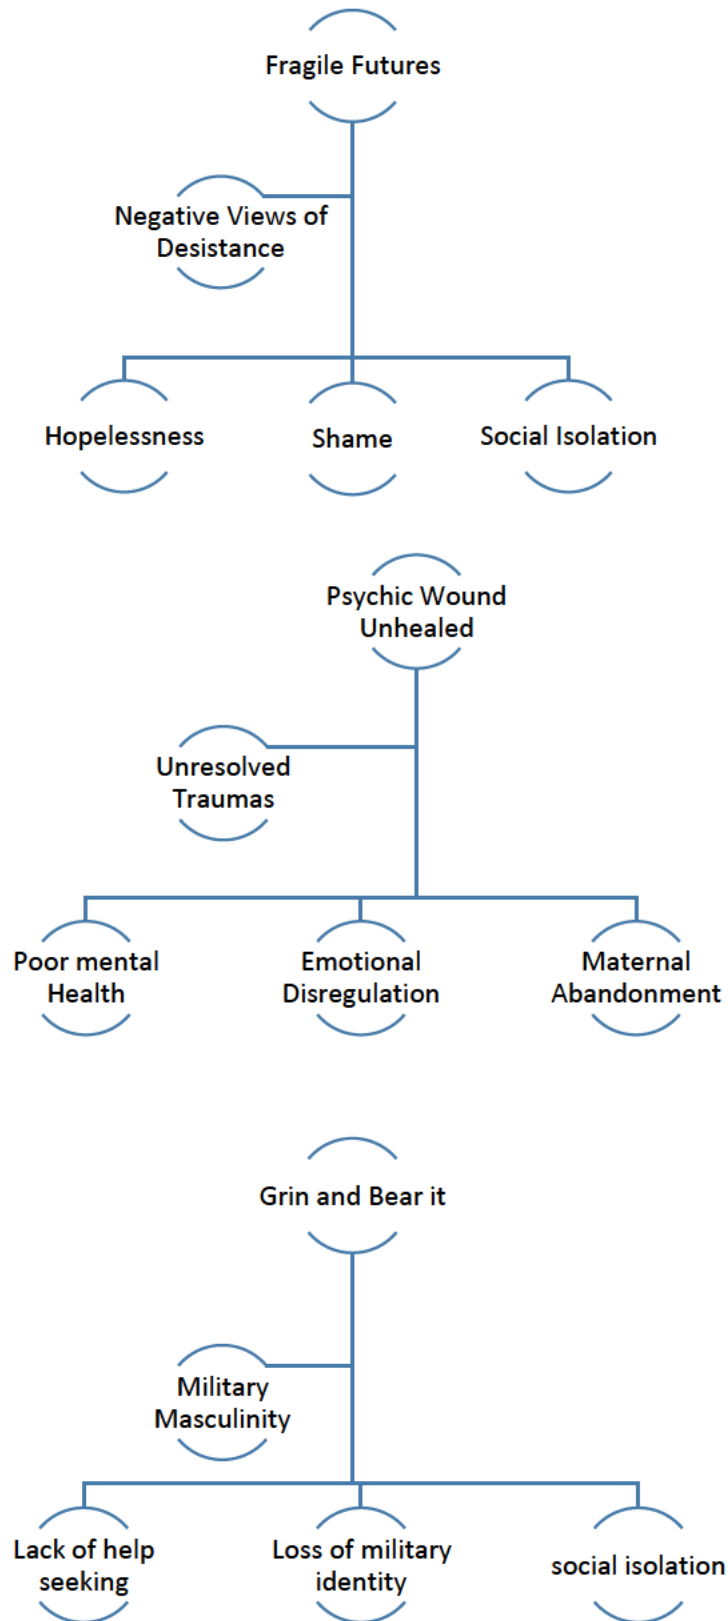 Fragile Futures
Negative Views of
Desistance
Hopelessness
Shame
Social Isolation
Psychic Wound
Unhealed
Unresolved
Traumas
Poor mental
Health
Emotional
Disregulation
Maternal
Abandonment
Grin and Bear it
Military
Masculinity
Lack of help
seeking
Loss of military
identity
social isolation